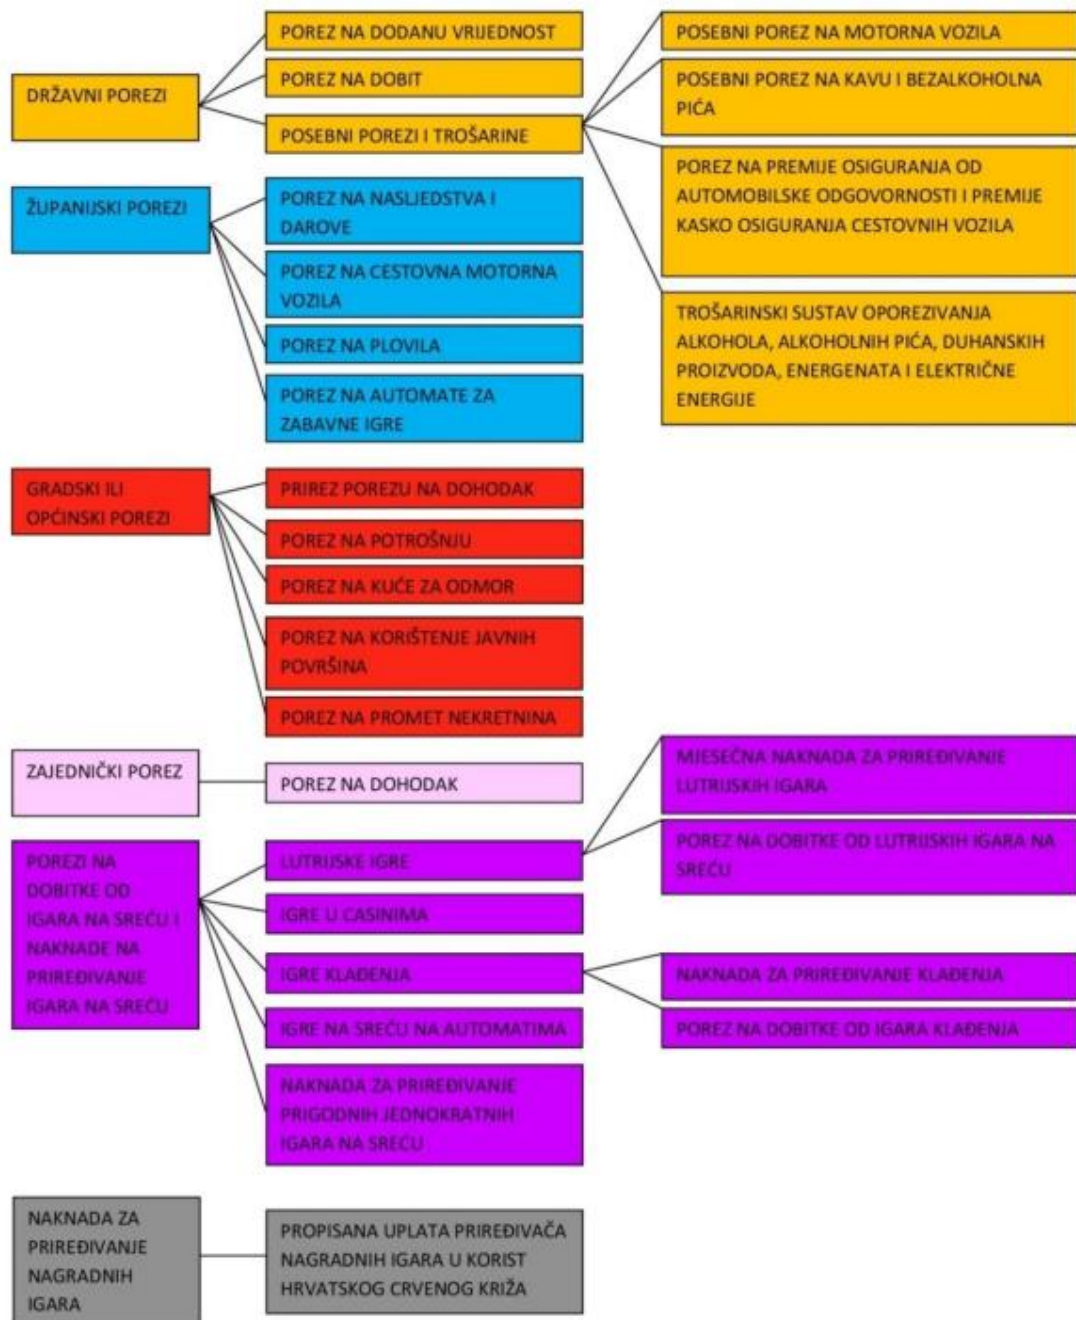 DRŽAVNI POREZI
POREZ NA DODANU VRIJEDNOST
POREZ NA DOBIT
POSEBNI POREZI I TROŠARINE
POSEBNI POREZ NA MOTORNA VOZILA
POSEBNI POREZ NA KAVU I BEZALKOHOLNA
PIĆA
POREZ NA PREMIJE OSIGURANJA OD
AUTOMOBILSKE ODGOVORNOSTI I PREMIJE
KASKO OSIGURANJA CESTOVNIH VOZILA
TROŠARINSKI SUSTAV OPOREZIVANJA
ALKOHOLA, ALKOHOLNIH PIĆA, DUHANSKIH
PROIZVODA, ENERGENATA I ELEKTRIČNE
ENERGIJE
ŽUPANIJSKI POREZI
POREZ NA NASLJEDSTVA I
DAROVE
POREZ NA CESTOVNA MOTORNA
VOZILA
POREZ NA PLOVILA
POREZ NA AUTOMATE ZA
ZABAVNE IGRE
GRADSKI ILI
OPĆINSKI POREZI
PRIREZ POREZU NA DOHODAK
POREZ NA POTROŠNJU
POREZ NA KUĆE ZA ODMOR
POREZ NA KORIŠTENJE JAVNIH
POVRŠINA
POREZ NA PROMET NEKRETNINA
ZAJEDNIČKI POREZ
POREZ NA DOHODAK
POREZI NA
DOBITKE OD
IGARA NA SREĆU I
NAKNADE NA
PRIREĐIVANJE
IGARA NA SREĆU
LUTRIJSKE IGRE
IGRE U CASINIMA
IGRE KLAĐENJA
IGRE NA SREĆU NA AUTOMATIMA
NAKNADA ZA PRIREĐIVANJE
PRIGODNIH JEDNOKRATNIH
IGARA NA SREĆU
MJESEČNA NAKNADA ZA PRIREĐIVANJE
LUTRIJSKIH IGARA
POREZ NA DOBITKE OD LUTRIJSKIH IGARA NA
SREĆU
NAKNADA ZA PRIREĐIVANJE KLAĐENJA
POREZ NA DOBITKE OD IGARA KLAĐENJA
NAKNADA ZA
PRIREĐIVANJE
NAGRADNIH
IGARA
PROPISANA UPLATA PRIREĐIVAČA
NAGRADNIH IGARA U KORIST
HRVATSKOG CRVENOG KRIŽA